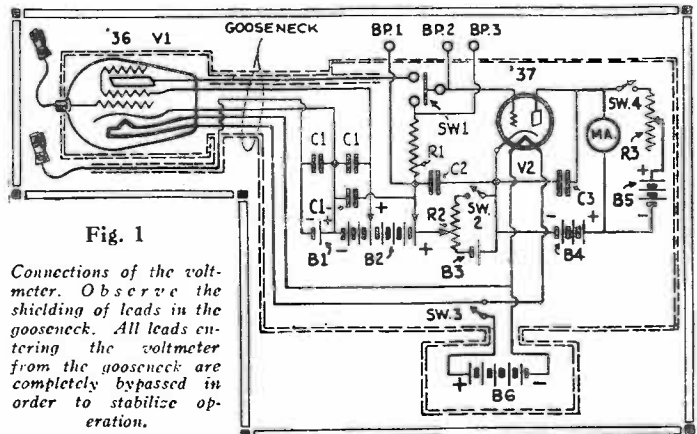 GOOSENECK
BP.1 BP.2 BP.3
'36 V1
'37
SW.4
SW1
MA.
R3
C1 C1
R1
C2
V2
C3
B5
C1
SW.
2
R2
+
-
+
-
+
-
B1
-
B2
+
B3
B4
SW.3
+
B6
-
Fig. 1
Connections of the volt-
meter. Observe the
shielding of leads in the
gooseneck. All leads en-
tering the voltmeter
from the gooseneck are
completely bypassed in
order to stabilize op-
eration.